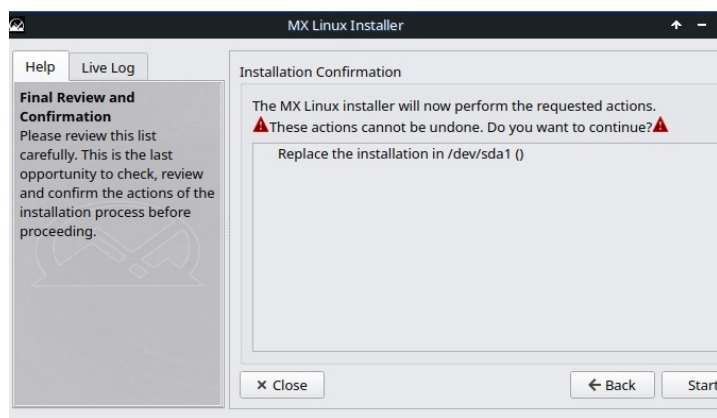 MX Linux Installer
Help
Live Log
Final Review and
Confirmation
Please review this list
carefully. This is the last
opportunity to check, review
and confirm the actions of the
installation process before
proceeding.
Installation Confirmation
The MX Linux installer will now perform the requested actions.
These actions cannot be undone. Do you want to continue?
Replace the installation in /dev/sda1 ()
Close
Back
Start